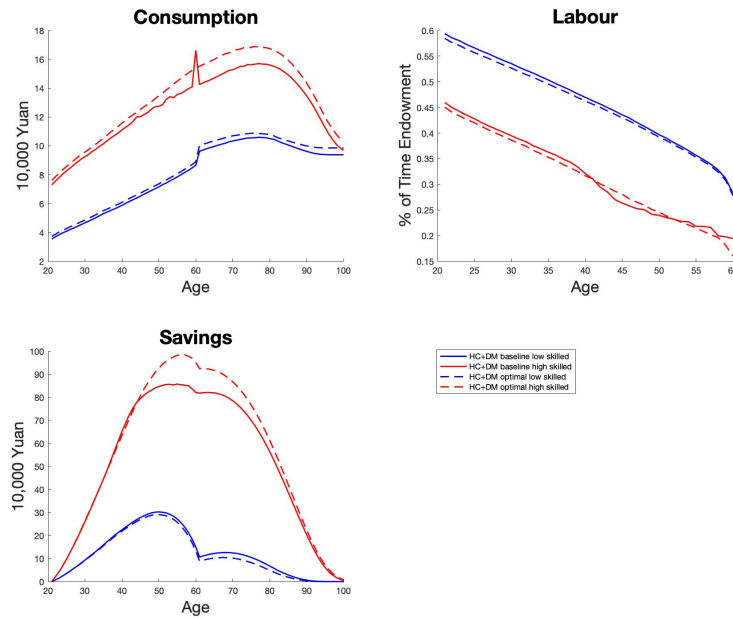 Consumption
18
16
14
12
10
8
6
4
2
20 30 40 50 60 70 80 90 100
10,000 Yuan
Age
Labour
0.6
0.55
0.5
0.45
0.4
0.35
0.3
0.25
0.2
0.15
20 25 30 35 40 45 50 55
% of Time Endowment
Age
Savings
100
90
80
70
60
50
40
30
20
10
0
20 30 40 50 60 70 80 90 100
10,000 Yuan
Age
HC+DM baseline low skilled
HC+DM baseline high skilled
HC+DM optimal low skilled
HC+DM optimal high skilled